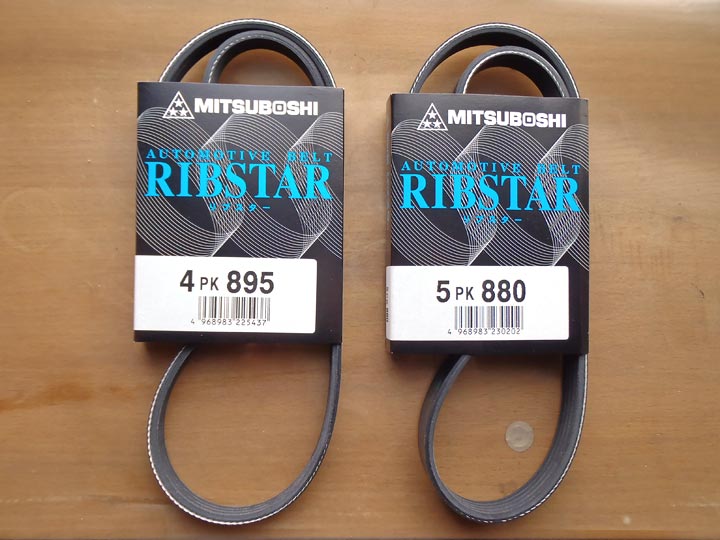 MITSUBOSHI
AUTOMOTIVE BELT
RIBSTAR
リブスター
4 PK 895
4 968983 225437
MITSUBOSHI
AUTOMOTIVE BELT
RIBSTAR
リブスター
5 PK 880
4 968983 230202